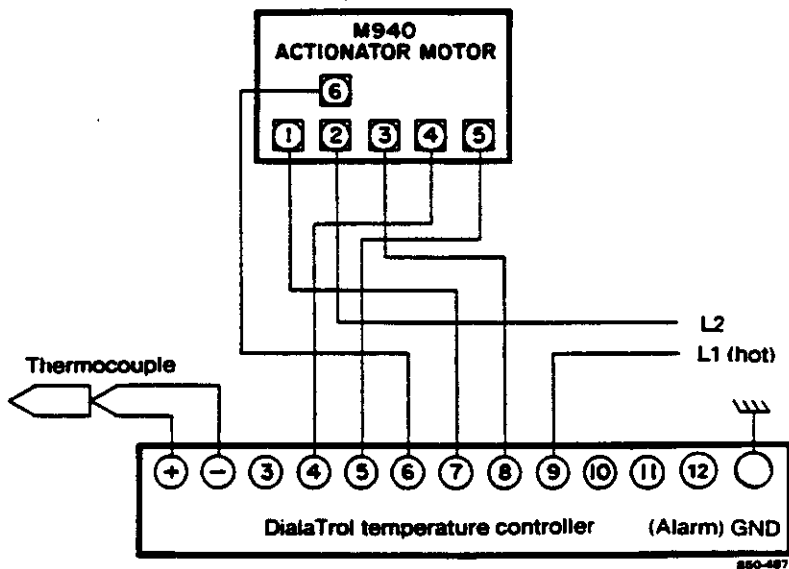 M940
ACTIONATOR MOTOR
6
1 2 3 4 5
L2
L1 (hot)
Thermocouple
+ − 3 4 5 6 7 8 9 10 11 12
DialaTrol temperature controller (Alarm) GND
850-487